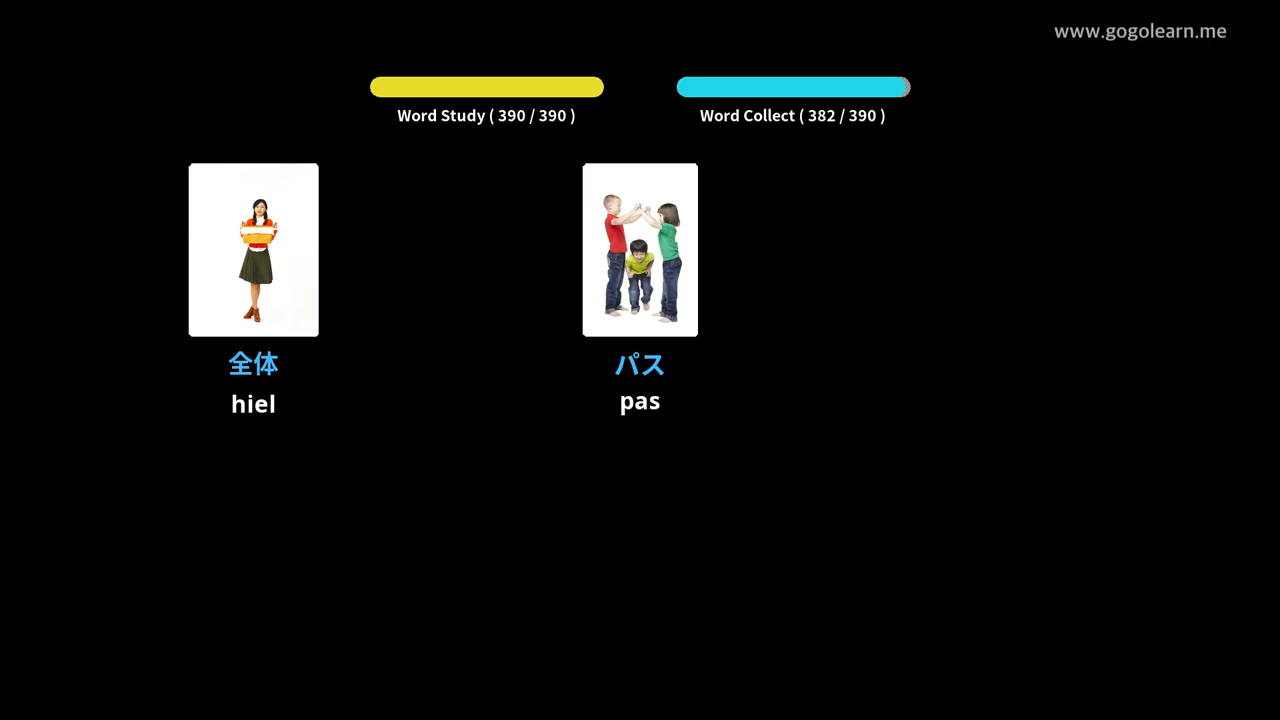 www.gogolearn.me
Word Study ( 390 / 390 )
Word Collect ( 382 / 390 )
全体
hiel
パス
pas